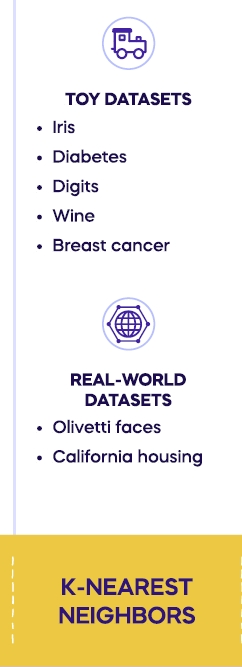 TOY DATASETS
• Iris
• Diabetes
• Digits
• Wine
• Breast cancer
REAL-WORLD
DATASETS
• Olivetti faces
• California housing
K-NEAREST
NEIGHBORS